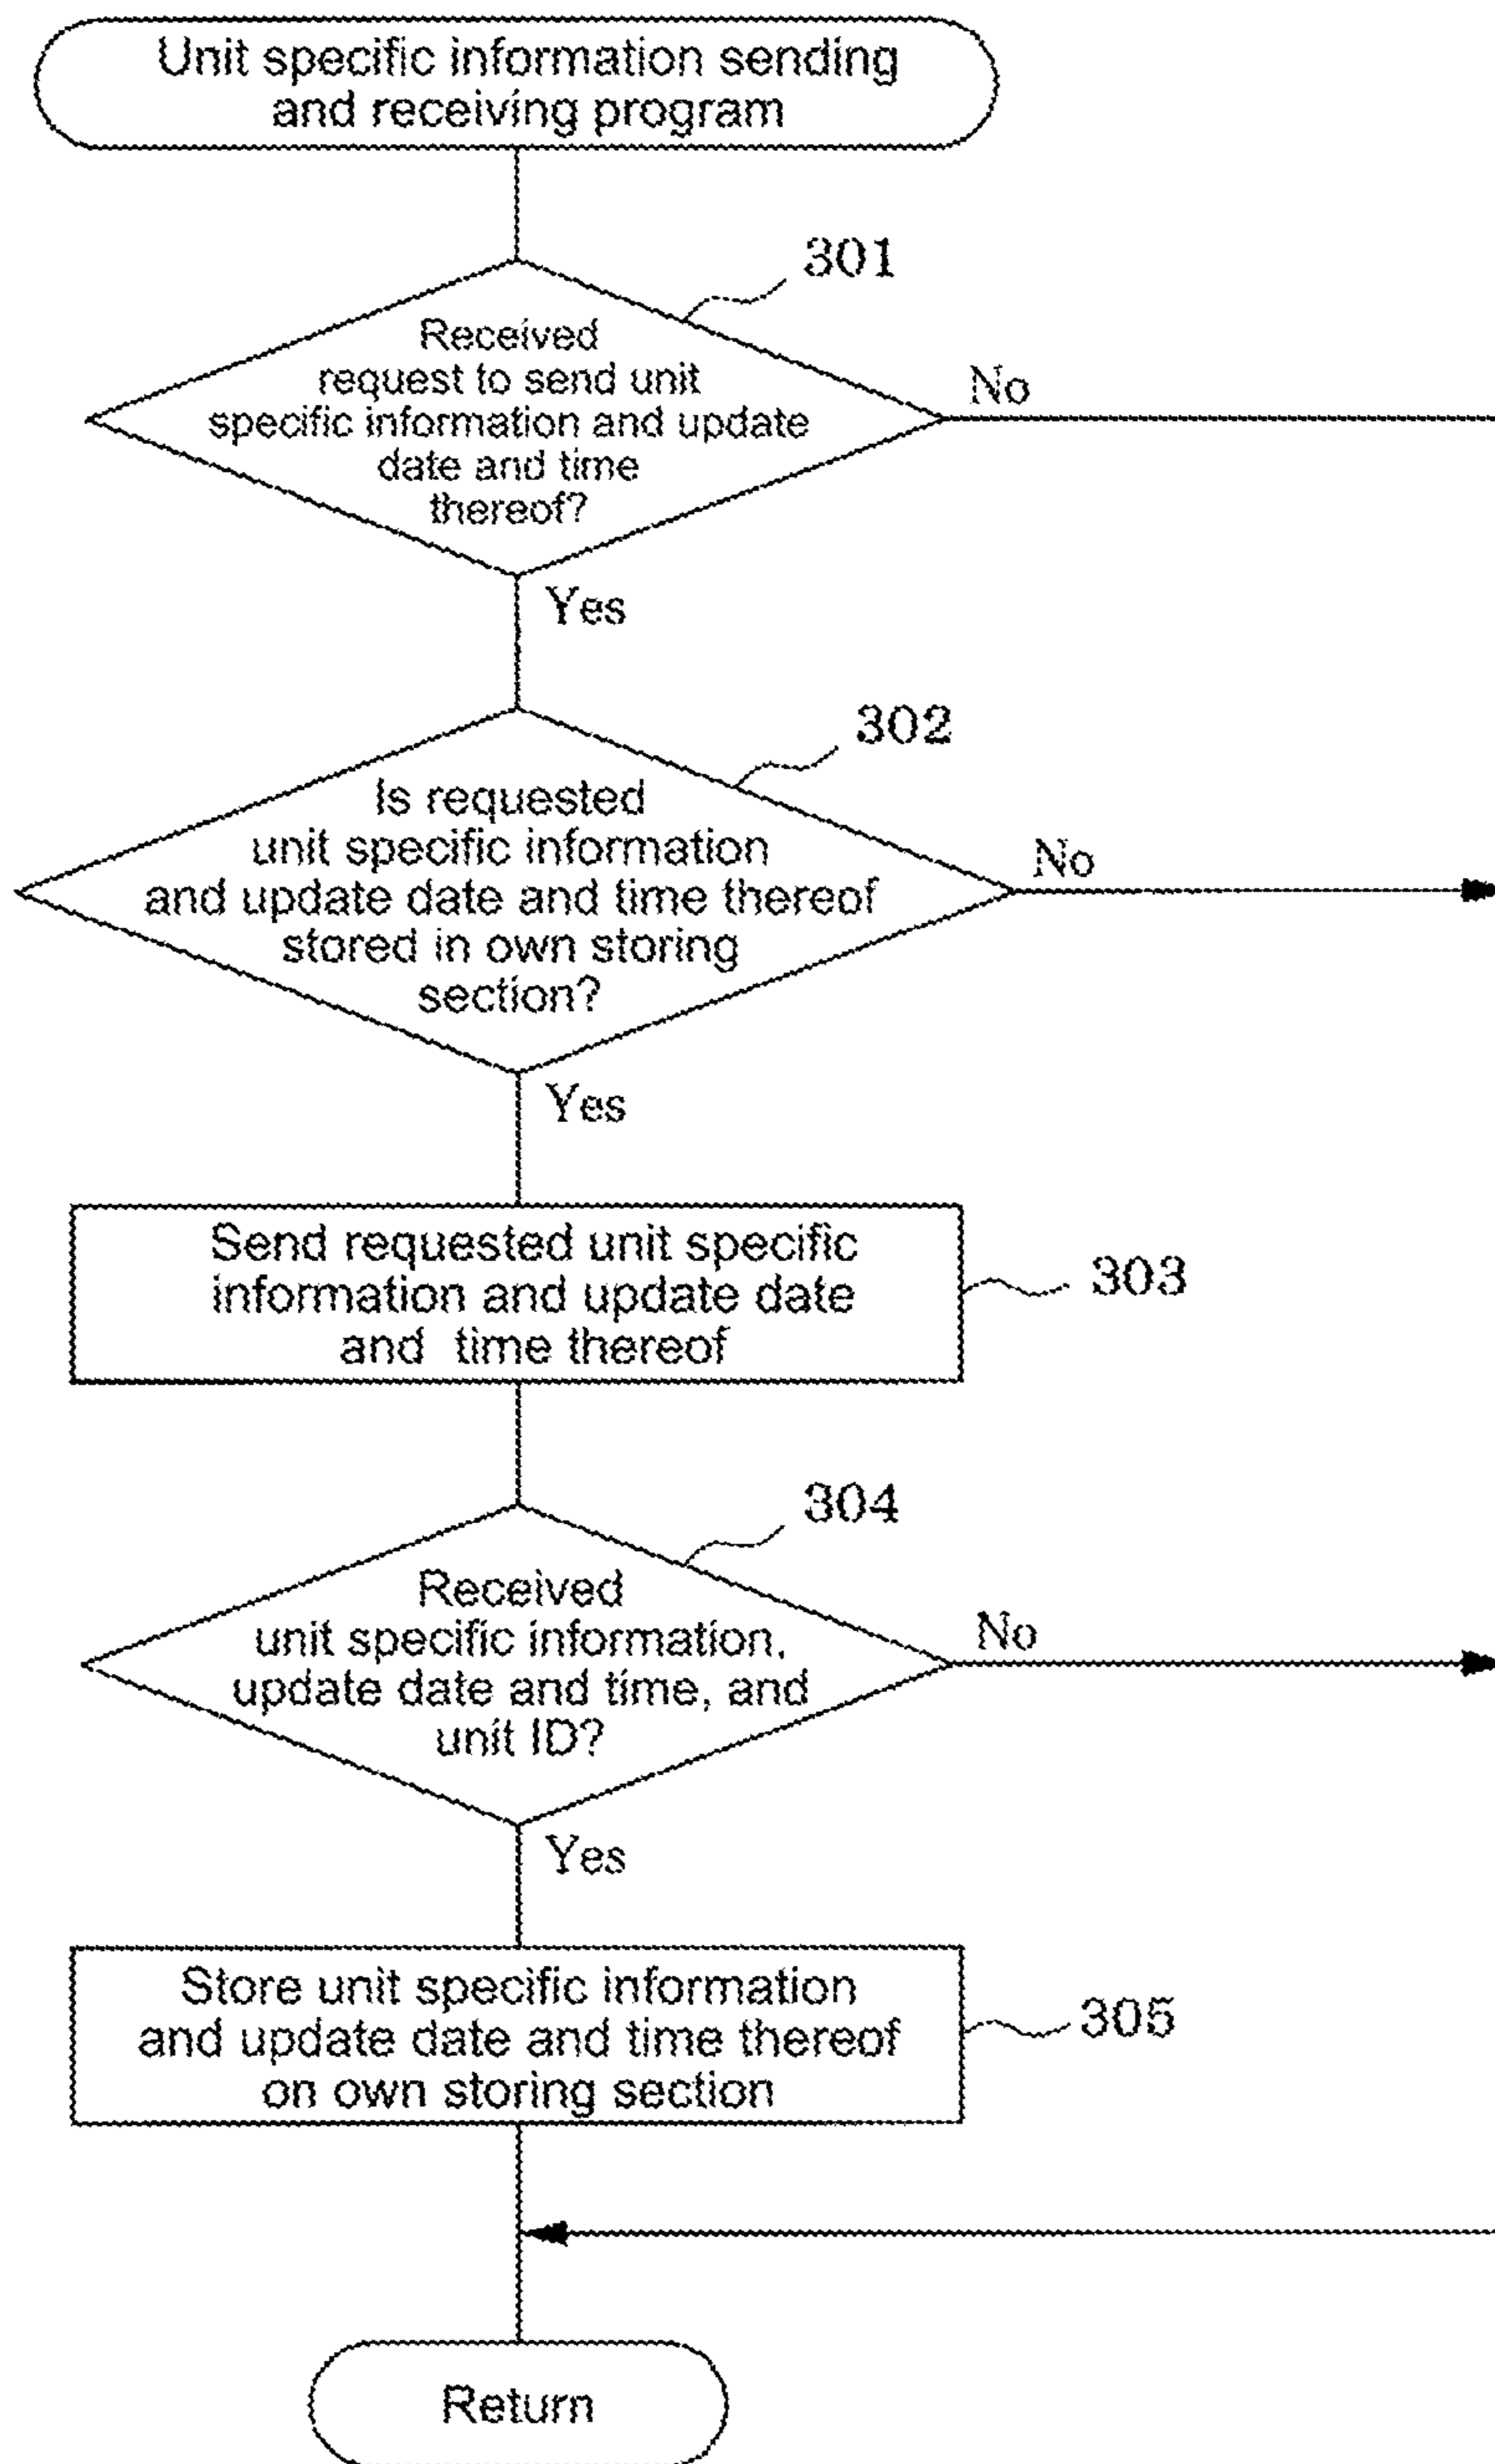 Unit specific information sending
and receiving program
301
Received
request to send unit
specific information and update
date and time
thereof?
No
Yes
302
Is requested
unit specific information
and update date and time thereof
stored in own storing
section?
No
Yes
Send requested unit specific
information and update date
and time thereof
303
304
Received
unit specific information,
update date and time, and
unit ID?
No
Yes
Store unit specific information
and update date and time thereof
on own storing section
305
Return